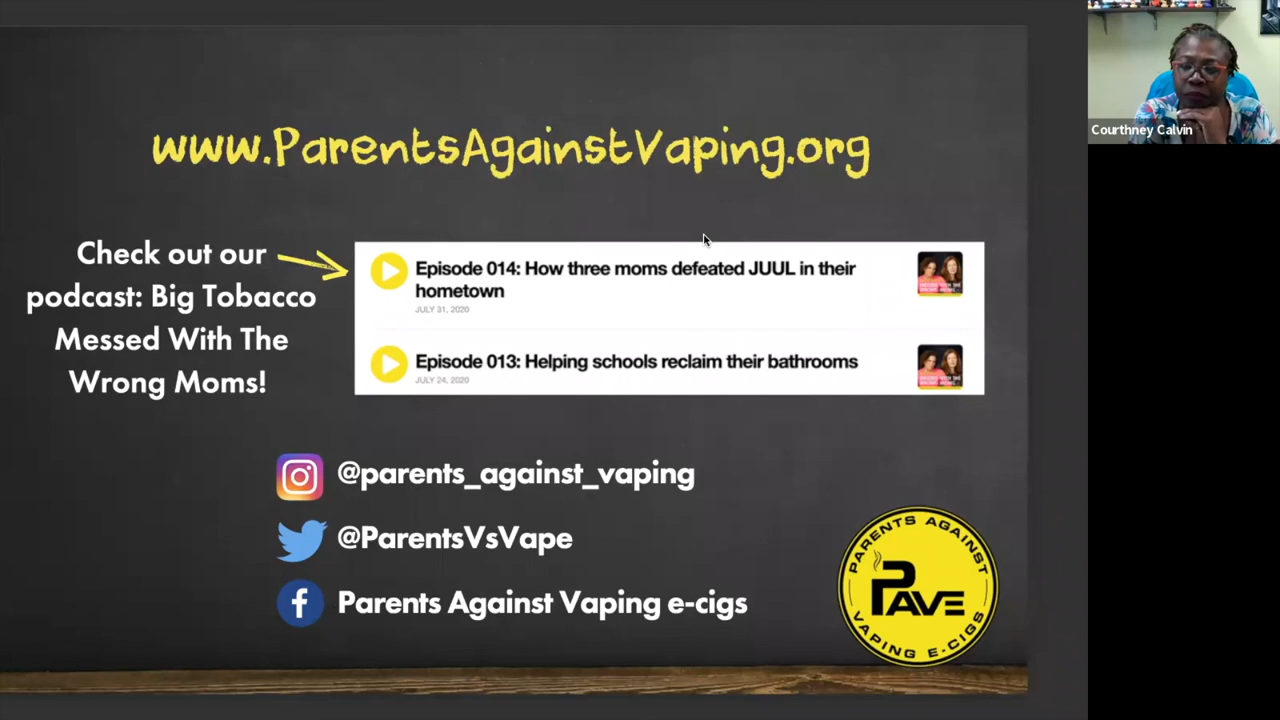 www.ParentsAgainstVaping.org
Check out our
podcast: Big Tobacco
Messed With The
Wrong Moms!
Episode 014: How three moms defeated JUUL in their
hometown
JULY 31, 2020
Episode 013: Helping schools reclaim their bathrooms
JULY 24, 2020
@parents_against_vaping
@ParentsVsVape
Parents Against Vaping e-cigs
PARENTS AGAINST
PAVE
VAPING E-CIGS
Courthney Calvin